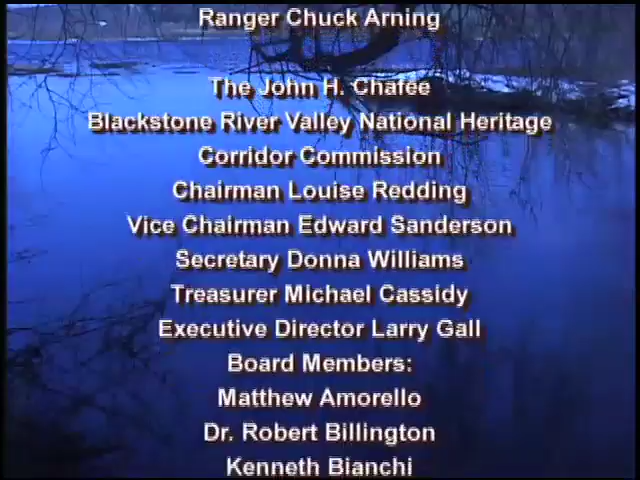 Ranger Chuck Arning
The John H. Chafee
Blackstone River Valley National Heritage
Corridor Commission
Chairman Louise Redding
Vice Chairman Edward Sanderson
Secretary Donna Williams
Treasurer Michael Cassidy
Executive Director Larry Gall
Board Members:
Matthew Amorello
Dr. Robert Billington
Kenneth Bianchi